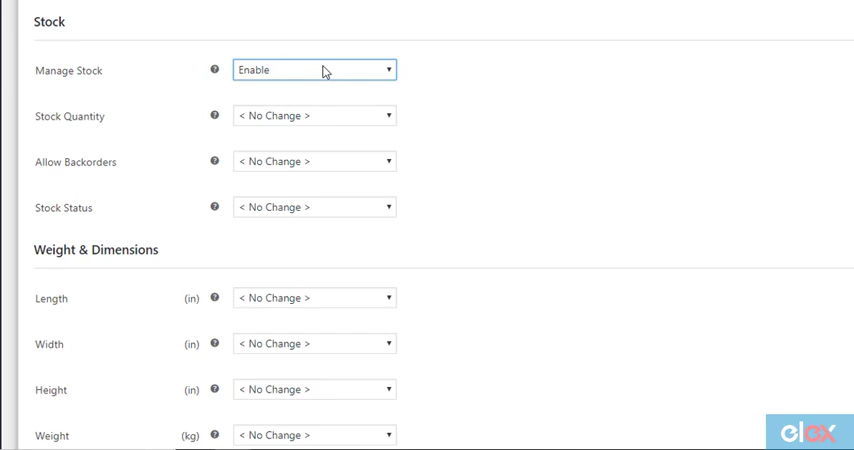 Stock
Manage Stock ? Enable
Stock Quantity ? < No Change >
Allow Backorders ? < No Change >
Stock Status ? < No Change >
Weight & Dimensions
Length (in) ? < No Change >
Width (in) ? < No Change >
Height (in) ? < No Change >
Weight (kg) ? < No Change >
elex